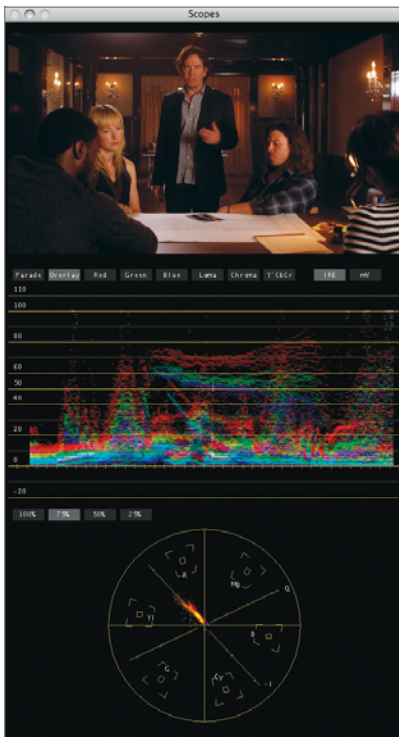 Scopes
Parade Overlay Red Green Blue Luma Chroma Y'CbCr IRE mV
110
100
80
60
50
40
20
0
-20
100% 75% 50% 25%
R
Mg
Q
Yl
B
G
Cy
-I